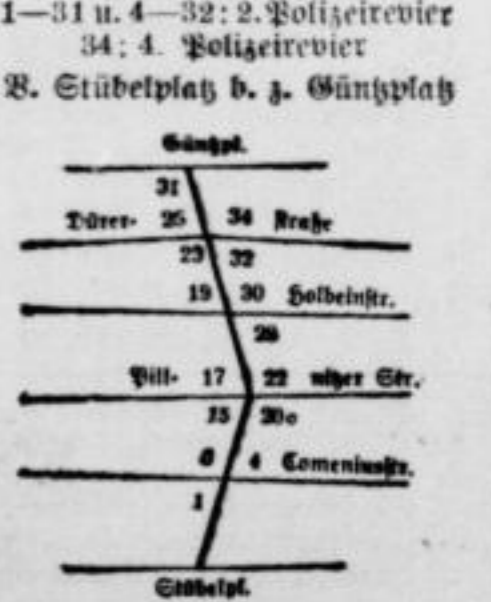 1—31 u. 4—32: 2. Polizeirevier
34: 4. Polizeirevier
V. Stübelplatz b. z. Güntzplatz
Güntzpl.
31
Dürer- 25 34 straße
23 32
19 30 Holbeinstr.
28
Pill- 17 22 nitzer Str.
15 20c
4 Comeniusstr.
1
Stübelpl.